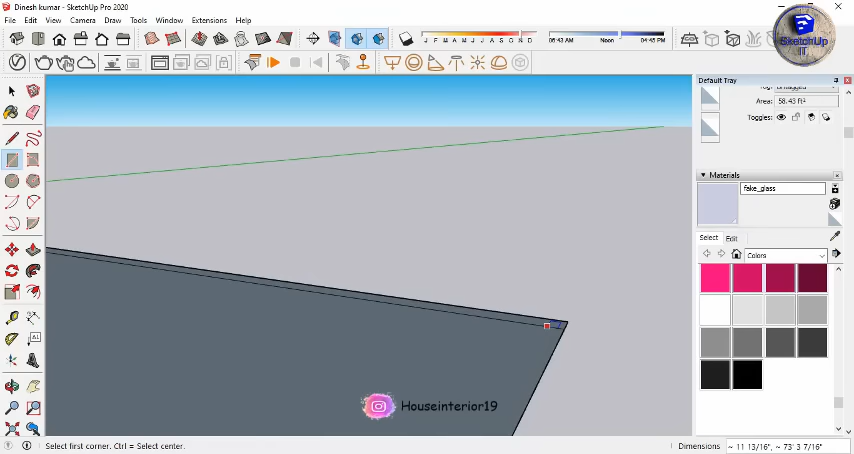 Dinesh kumar - SketchUp Pro 2020
File Edit View Camera Draw Tools Window Extensions Help
J F M A M J J A S O N D
06:43 AM Noon 04:45 PM
SketchUp
IT
Default Tray
Untagged
Area: 58.43 ft²
Toggles:
Materials
fake_glass
Select Edit
Colors
A1
Houseinterior19
Select first corner. Ctrl = Select center.
Dimensions ~ 11 13/16", ~ 73' 3 7/16"